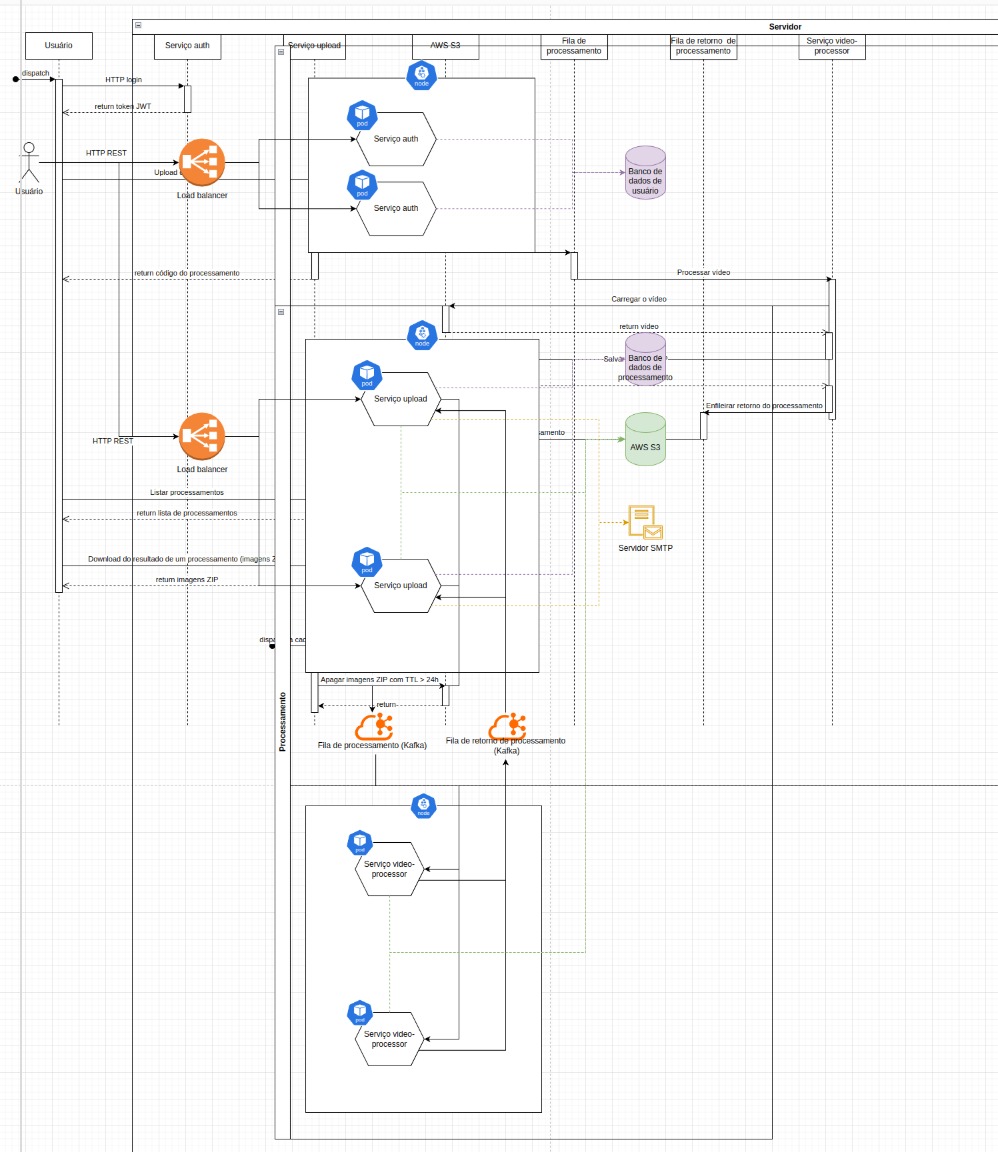 Servidor
Usuário
Serviço auth
Serviço upload
AWS S3
Fila de
processamento
Fila de retorno de
processamento
Serviço video-
processor
dispatch
HTTP login
return token JWT
node
pod
Serviço auth
HTTP REST
Usuário
Upload
Load balancer
pod
Serviço auth
Banco de
dados de
usuário
return código do processamento
Processar vídeo
Carregar o vídeo
return vídeo
node
Banco de
dados de
processamento
pod
Serviço upload
Enfileirar retorno do processamento
HTTP REST
Load balancer
AWS S3
Listar processamentos
return lista de processamentos
Servidor SMTP
Download do resultado de um processamento (imagens
return imagens ZIP
pod
Serviço upload
Apagar imagens ZIP com TTL > 24h
return
Processamento
Fila de processamento (Kafka)
Fila de retorno de processamento
(Kafka)
node
pod
Serviço video-
processor
pod
Serviço video-
processor